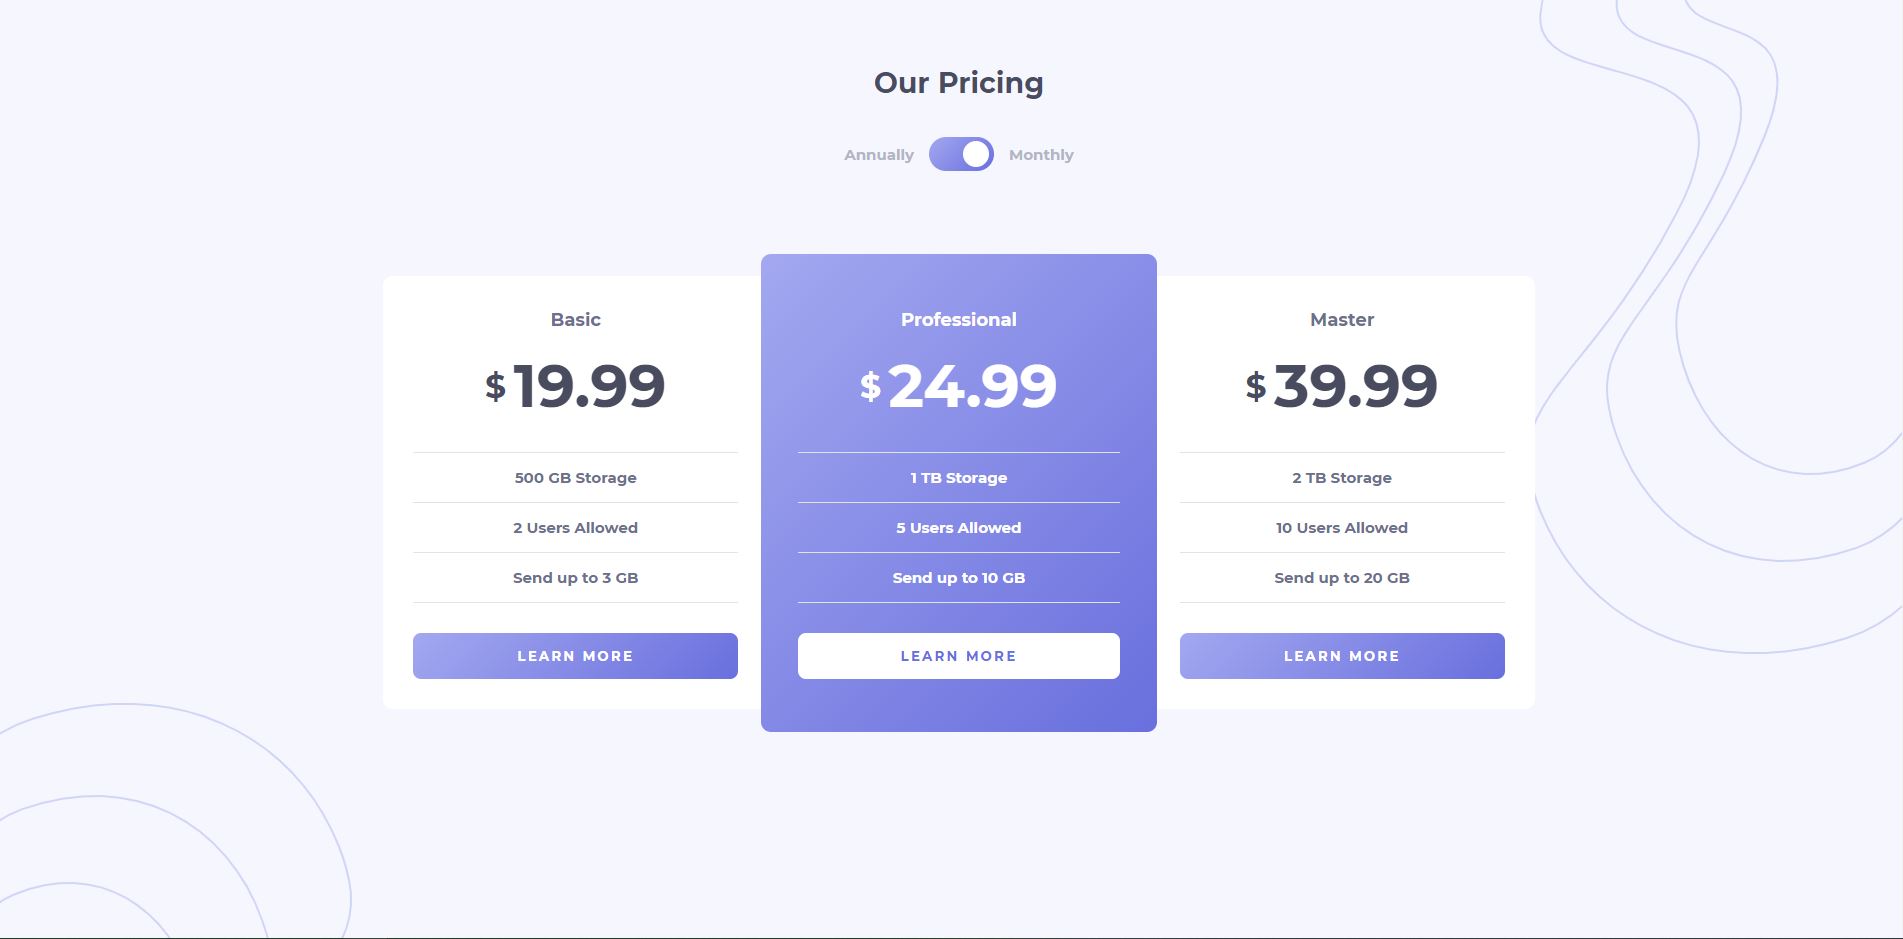 Our Pricing
Annually Monthly
Basic
$19.99
500 GB Storage
2 Users Allowed
Send up to 3 GB
LEARN MORE
Professional
$24.99
1 TB Storage
5 Users Allowed
Send up to 10 GB
LEARN MORE
Master
$39.99
2 TB Storage
10 Users Allowed
Send up to 20 GB
LEARN MORE